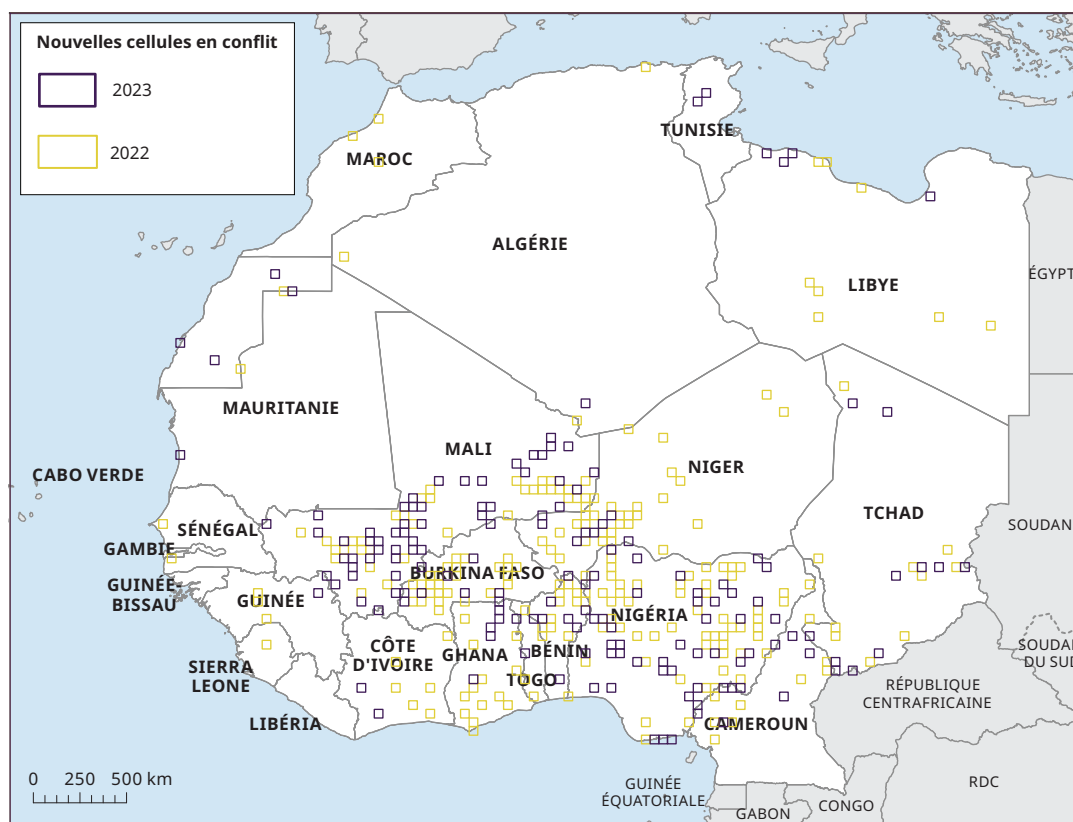 Nouvelles cellules en conflit
2023
2022
TUNISIE
MAROC
ALGÉRIE
LIBYE
ÉGYPT
MAURITANIE
MALI
NIGER
CABO VERDE
TCHAD
SÉNÉGAL
SOUDAN
GAMBIE
BURKINA FASO
GUINÉE-
BISSAU
GUINÉE
NIGÉRIA
CÔTE
D'IVOIRE
GHANA
BÉNIN
TOGO
SIERRA
LEONE
SOUDAN
DU SUD
RÉPUBLIQUE
CENTRAFRICAINE
LIBÉRIA
CAMEROUN
0 250 500 km
GUINÉE
ÉQUATORIALE
GABON
CONGO
RDC